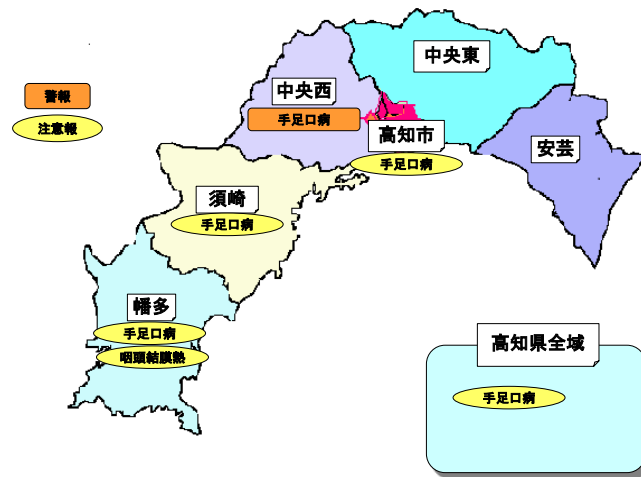 警報
注意報
中央東
中央西
手足口病
高知市
手足口病
安芸
須崎
手足口病
幡多
手足口病
咽頭結膜熱
高知県全域
手足口病